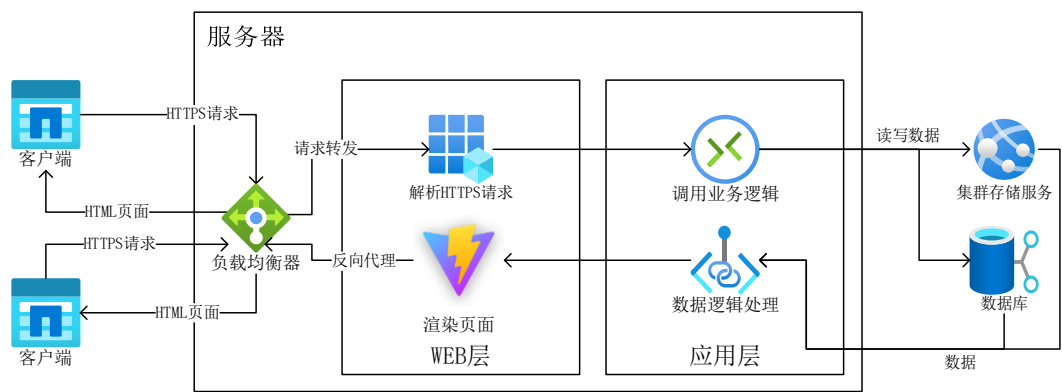 服务器
客户端
HTTPS请求
HTML页面
HTTPS请求
客户端
HTML页面
负载均衡器
请求转发
反向代理
解析HTTPS请求
渲染页面
WEB层
调用业务逻辑
数据逻辑处理
应用层
读写数据
集群存储服务
数据库
数据